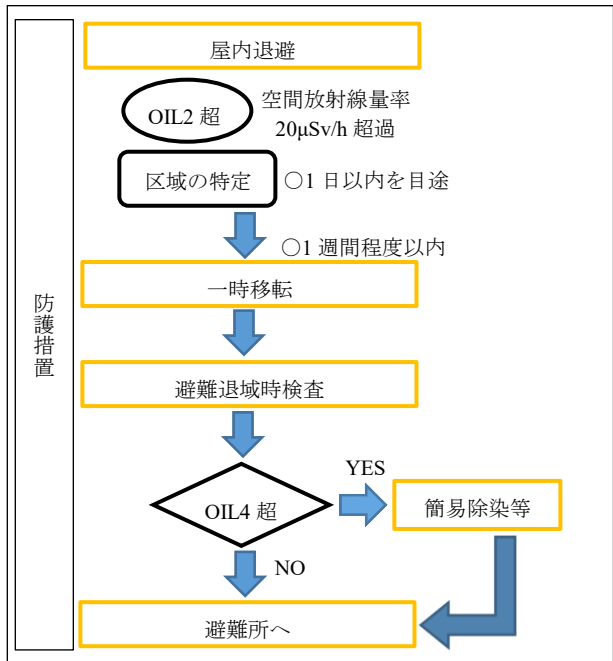 防護措置
屋内退避
OIL2 超
空間放射線量率
20μSv/h 超過
区域の特定
〇1 日以内を目途
〇1 週間程度以内
一時移転
避難退域時検査
OIL4 超
YES
簡易除染等
NO
避難所へ